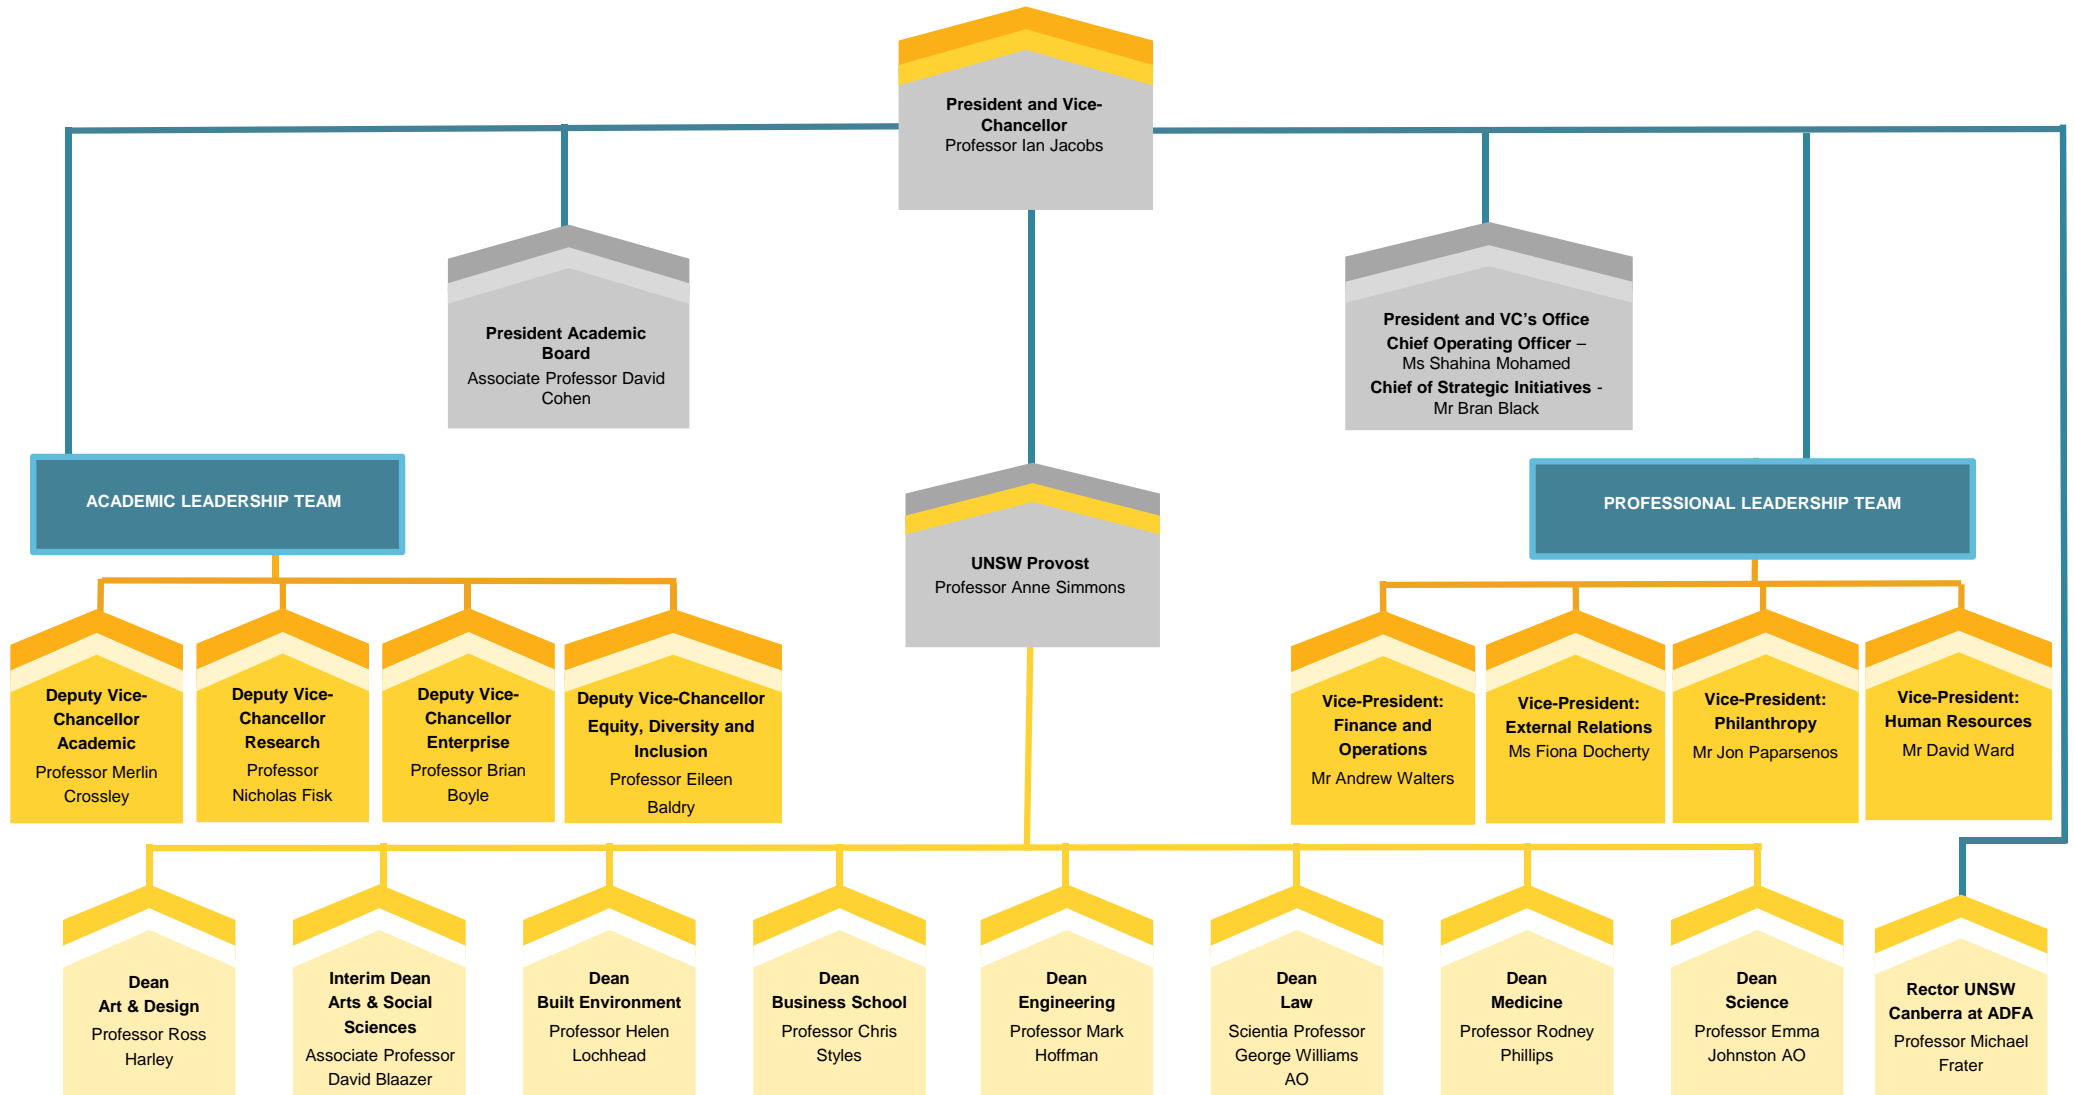 President and Vice-
Chancellor
Professor Ian Jacobs
President Academic
Board
Associate Professor David
Cohen
President and VC’s Office
Chief Operating Officer –
Ms Shahina Mohamed
Chief of Strategic Initiatives -
Mr Bran Black
ACADEMIC LEADERSHIP TEAM
UNSW Provost
Professor Anne Simmons
PROFESSIONAL LEADERSHIP TEAM
Deputy Vice-
Chancellor
Academic
Professor Merlin
Crossley
Deputy Vice-
Chancellor
Research
Professor
Nicholas Fisk
Deputy Vice-
Chancellor
Enterprise
Professor Brian
Boyle
Deputy Vice-Chancellor
Equity, Diversity and
Inclusion
Professor Eileen
Baldry
Vice-President:
Finance and
Operations
Mr Andrew Walters
Vice-President:
External Relations
Ms Fiona Docherty
Vice-President:
Philanthropy
Mr Jon Paparsenos
Vice-President:
Human Resources
Mr David Ward
Dean
Art & Design
Professor Ross
Harley
Interim Dean
Arts & Social
Sciences
Associate Professor
David Blaazer
Dean
Built Environment
Professor Helen
Lochhead
Dean
Business School
Professor Chris
Styles
Dean
Engineering
Professor Mark
Hoffman
Dean
Law
Scientia Professor
George Williams
AO
Dean
Medicine
Professor Rodney
Phillips
Dean
Science
Professor Emma
Johnston AO
Rector UNSW
Canberra at ADFA
Professor Michael
Frater